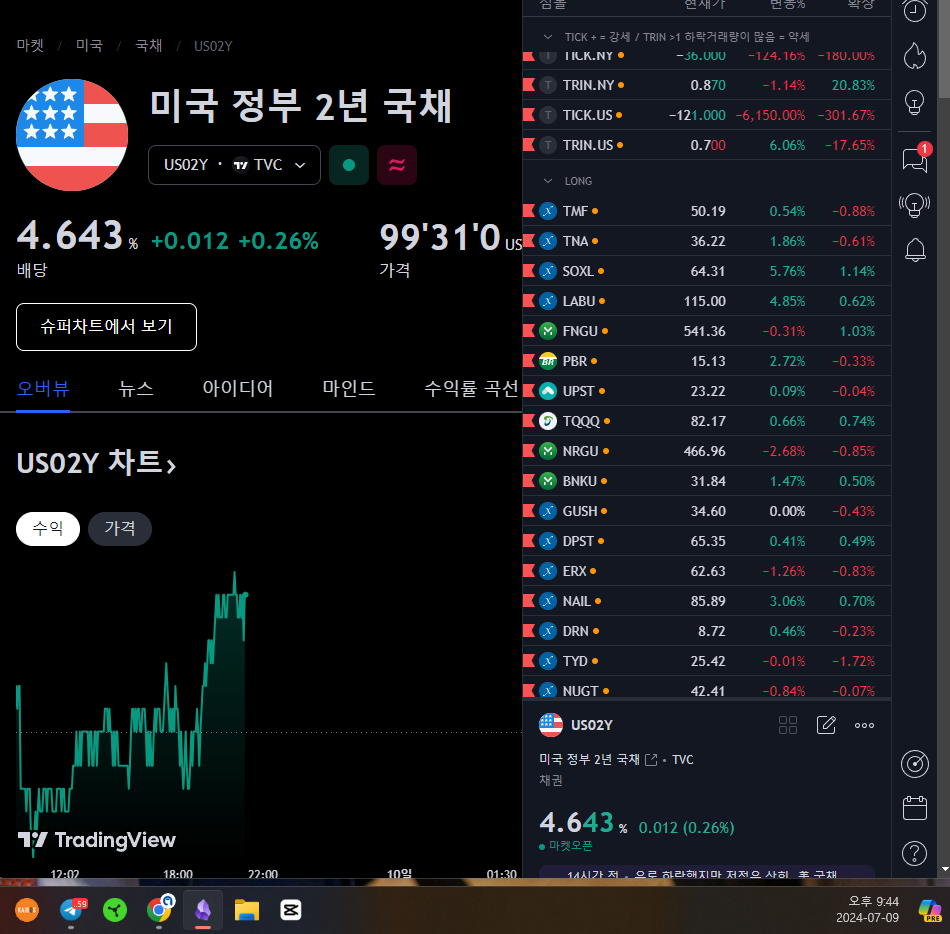 마켓 / 미국 / 국채 / US02Y
미국 정부 2년 국채
US02Y · TVC
4.643 % +0.012 +0.26%
배당
99'31'0 US
가격
슈퍼차트에서 보기
오버뷰 뉴스 아이디어 마인드 수익률 곡선
US02Y 차트 ›
수익 가격
TradingView
12:02 18:00 22:00 10일 01:30
심볼 현재가 변동% 확장
TICK + = 강세 / TRIN >1 하락거래량이 많음 = 약세
T TICK.NY −36.000 −124.16% −180.00%
T TRIN.NY 0.870 −1.14% 20.83%
T TICK.US −121.000 −6,150.00% −301.67%
T TRIN.US 0.700 6.06% −17.65%
LONG
TMF 50.19 0.54% −0.88%
TNA 36.22 1.86% −0.61%
SOXL 64.31 5.76% 1.14%
LABU 115.00 4.85% 0.62%
FNGU 541.36 −0.31% 1.03%
BR PBR 15.13 2.72% −0.33%
UPST 23.22 0.09% −0.04%
TQQQ 82.17 0.66% 0.74%
NRGU 466.96 −2.68% −0.85%
BNKU 31.84 1.47% 0.50%
GUSH 34.60 0.00% −0.43%
DPST 65.35 0.41% 0.49%
ERX 62.63 −1.26% −0.83%
NAIL 85.89 3.06% 0.70%
DRN 8.72 0.46% −0.23%
TYD 25.42 −0.01% −1.72%
NUGT 42.41 −0.84% −0.07%
US02Y
미국 정부 2년 국채 • TVC
채권
4.643 % 0.012 (0.26%)
마켓오픈
14시간 전 •
1
.59
오후 9:44
2024-07-09
PRE